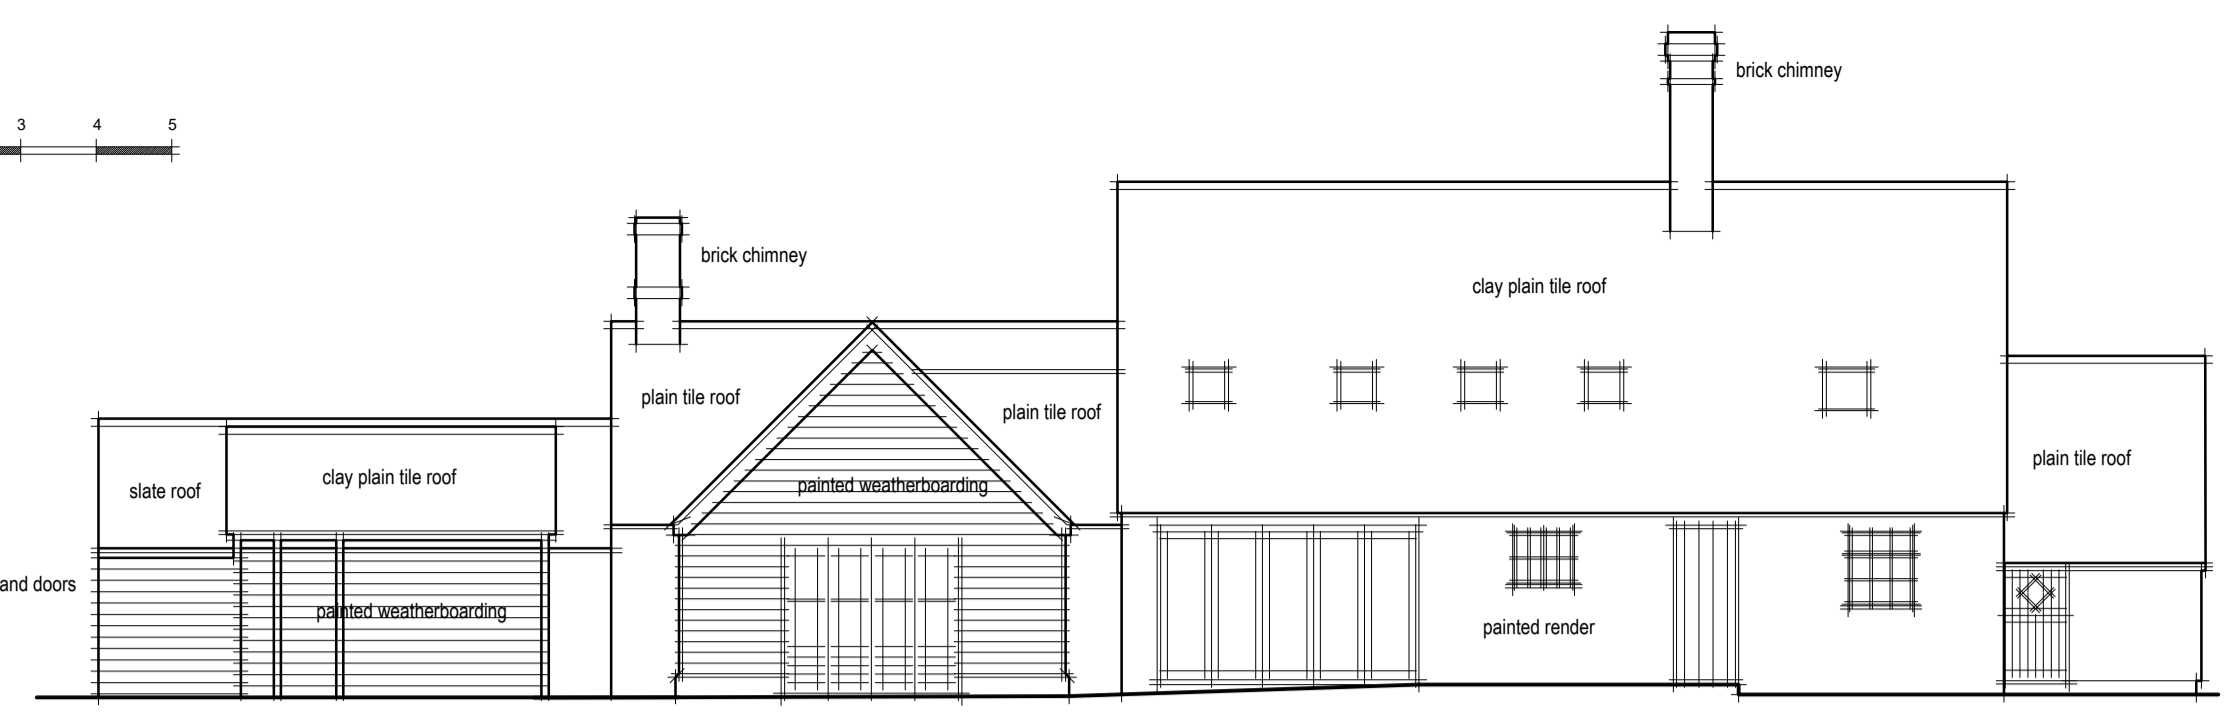 brick chimney
3 4 5
brick chimney
clay plain tile roof
plain tile roof
plain tile roof
plain tile roof
clay plain tile roof
slate roof
painted weatherboarding
and doors
painted weatherboarding
painted render